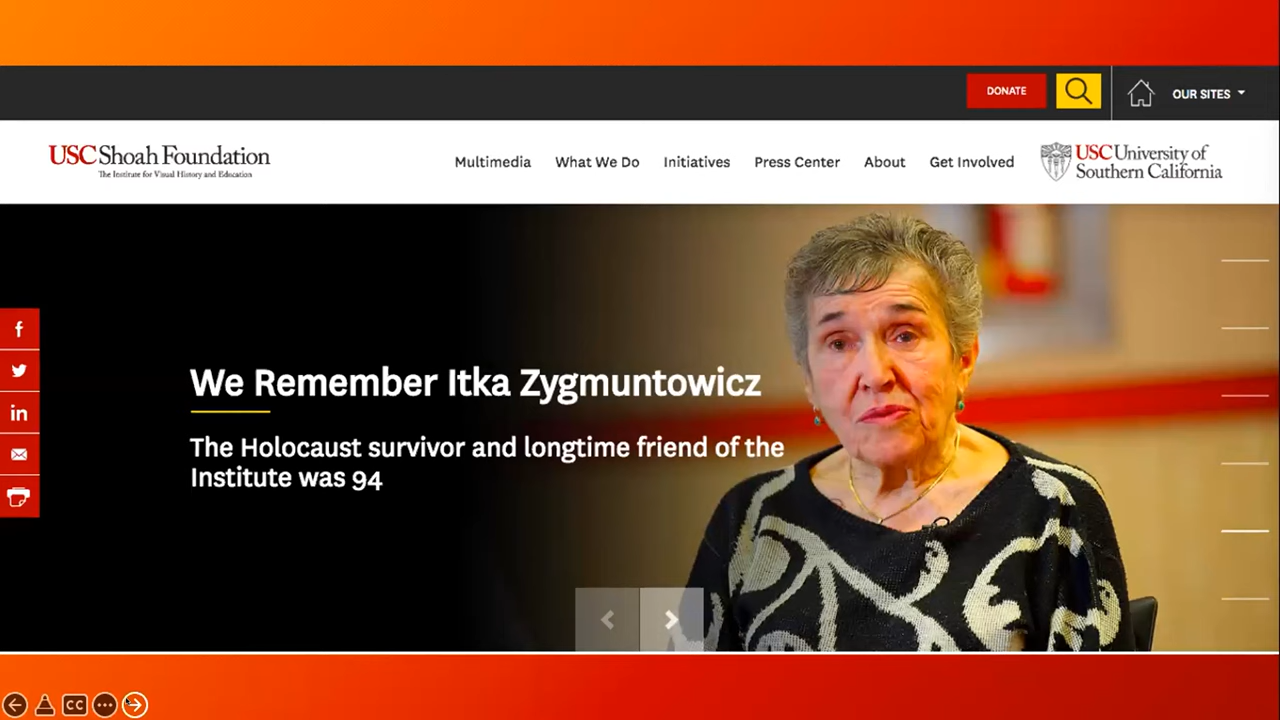 DONATE
OUR SITES
USC Shoah Foundation
The Institute for Visual History and Education
Multimedia
What We Do
Initiatives
Press Center
About
Get Involved
USC University of
Southern California
f
in
We Remember Itka Zygmuntowicz
The Holocaust survivor and longtime friend of the
Institute was 94
CC